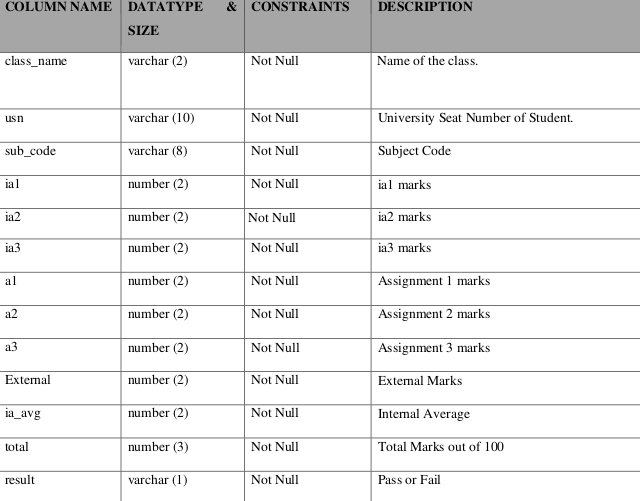 COLUMN NAME DATATYPE & SIZE CONSTRAINTS DESCRIPTION
class_name varchar (2) Not Null Name of the class.
usn varchar (10) Not Null University Seat Number of Student.
sub_code varchar (8) Not Null Subject Code
ia1 number (2) Not Null ia1 marks
ia2 number (2) Not Null ia2 marks
ia3 number (2) Not Null ia3 marks
a1 number (2) Not Null Assignment 1 marks
a2 number (2) Not Null Assignment 2 marks
a3 number (2) Not Null Assignment 3 marks
External number (2) Not Null External Marks
ia_avg number (2) Not Null Internal Average
total number (3) Not Null Total Marks out of 100
result varchar (1) Not Null Pass or Fail